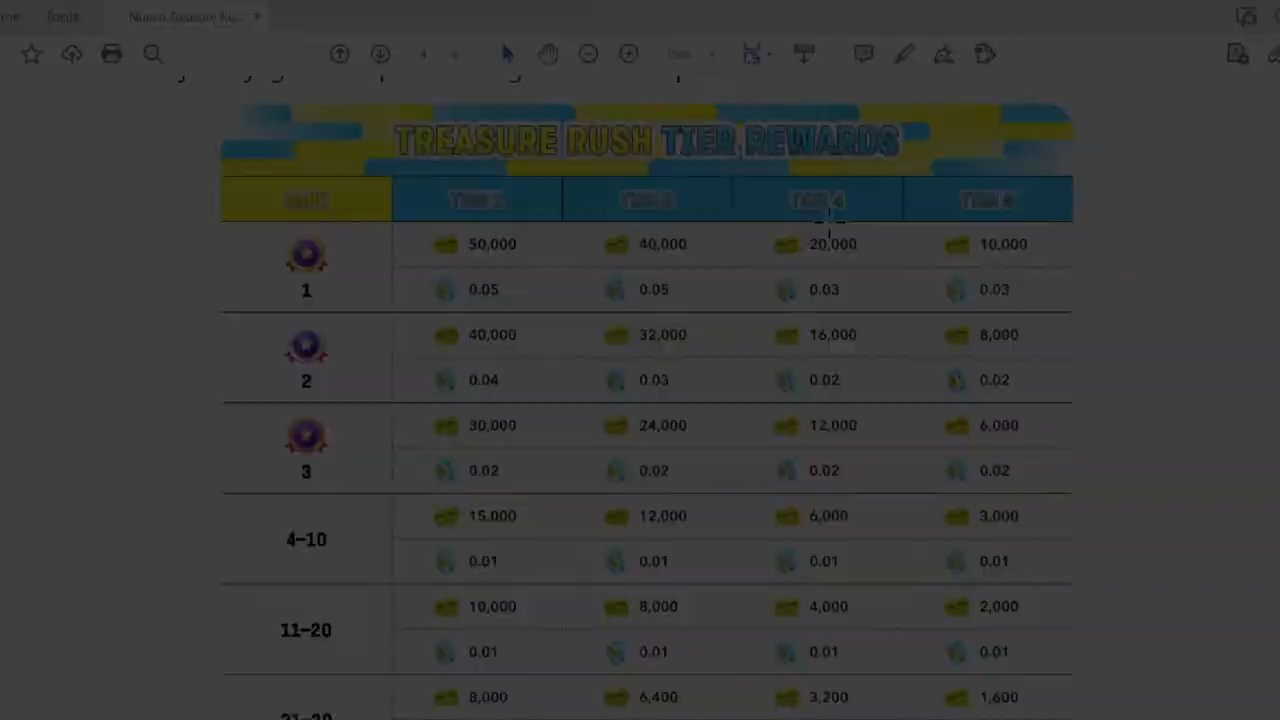 Tools
TREASURE RUSH TIER REWARDS
50,000 40,000 20,000 10,000
1
0.05 0.05 0.03 0.03
40,000 32,000 16,000 8,000
2
0.04 0.03 0.02 0.02
30,000 24,000 12,000 6,000
3
0.02 0.02 0.02 0.02
15,000 12,000 6,000 3,000
4–10
0.01 0.01 0.01 0.01
10,000 8,000 4,000 2,000
11–20
0.01 0.01 0.01 0.01
8,000 6,400 3,200 1,600